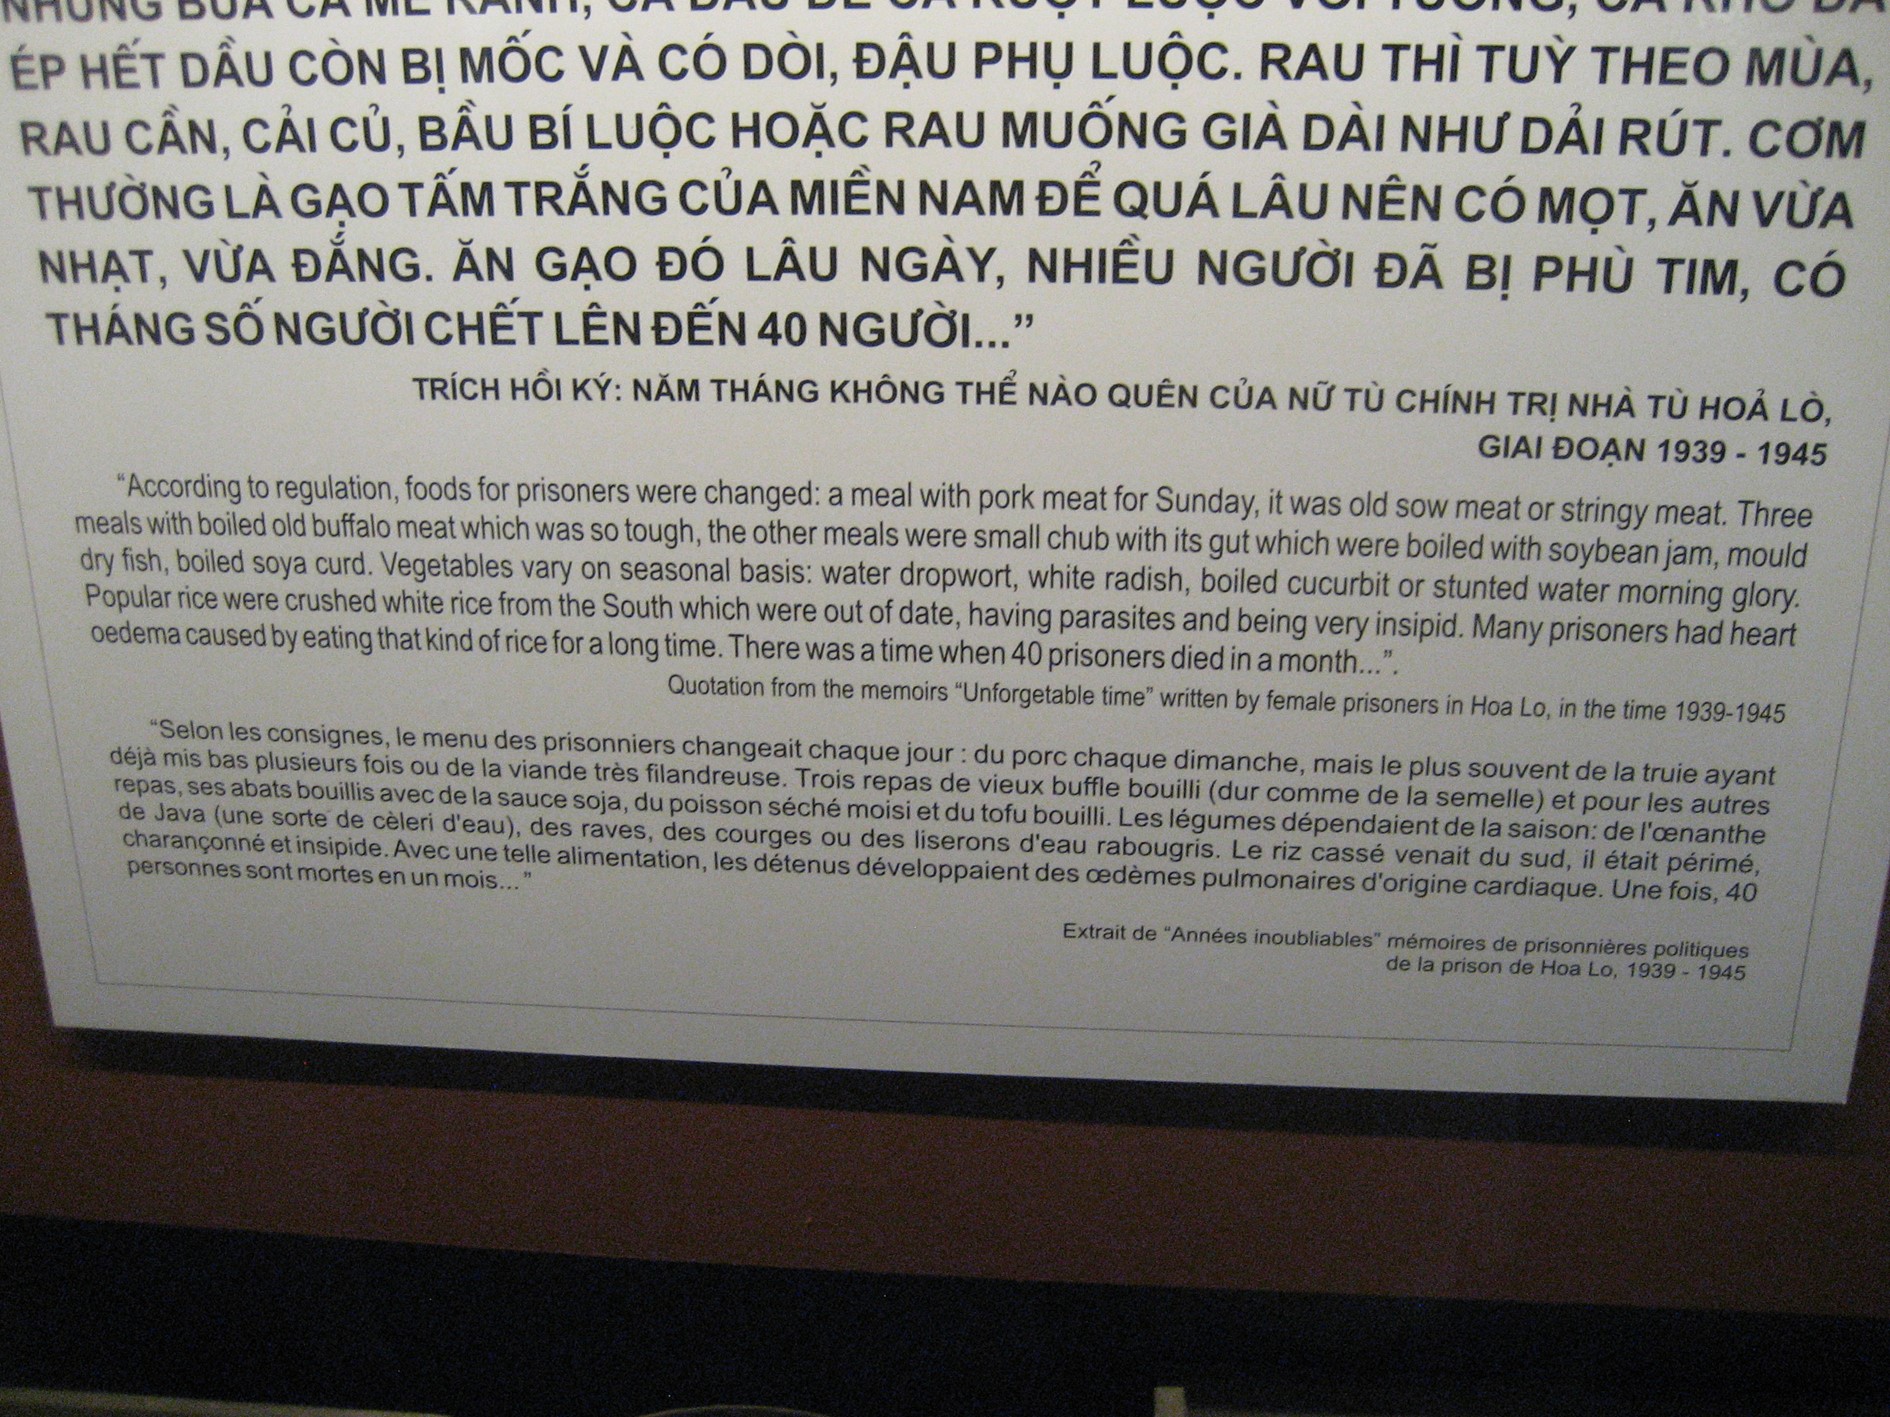 ÉP HẾT DẦU CÒN BỊ MỐC VÀ CÓ DÒI, ĐẬU PHỤ LUỘC. RAU THÌ TUỲ THEO MÙA,
RAU CẦN, CẢI CỦ, BẦU BÍ LUỘC HOẶC RAU MUỐNG GIÀ DÀI NHƯ DẢI RÚT. CƠM
THƯỜNG LÀ GẠO TẤM TRẮNG CỦA MIỀN NAM ĐỂ QUÁ LÂU NÊN CÓ MỌT, ĂN VỪA
NHẠT, VỪA ĐẮNG. ĂN GẠO ĐÓ LÂU NGÀY, NHIỀU NGƯỜI ĐÃ BỊ PHÙ TIM, CÓ
THÁNG SỐ NGƯỜI CHẾT LÊN ĐẾN 40 NGƯỜI...”
TRÍCH HỒI KÝ: NĂM THÁNG KHÔNG THỂ NÀO QUÊN CỦA NỮ TÙ CHÍNH TRỊ NHÀ TÙ HOẢ LÒ,
GIAI ĐOẠN 1939 - 1945
“According to regulation, foods for prisoners were changed: a meal with pork meat for Sunday, it was old sow meat or stringy meat. Three
meals with boiled old buffalo meat which was so tough, the other meals were small chub with its gut which were boiled with soybean jam, mould
dry fish, boiled soya curd. Vegetables vary on seasonal basis: water dropwort, white radish, boiled cucurbit or stunted water morning glory.
Popular rice were crushed white rice from the South which were out of date, having parasites and being very insipid. Many prisoners had heart
oedema caused by eating that kind of rice for a long time. There was a time when 40 prisoners died in a month...”.
Quotation from the memoirs “Unforgetable time” written by female prisoners in Hoa Lo, in the time 1939-1945
“Selon les consignes, le menu des prisonniers changeait chaque jour : du porc chaque dimanche, mais le plus souvent de la truie ayant
déjà mis bas plusieurs fois ou de la viande très filandreuse. Trois repas de vieux buffle bouilli (dur comme de la semelle) et pour les autres
repas, ses abats bouillis avec de la sauce soja, du poisson séché moisi et du tofu bouilli. Les légumes dépendaient de la saison: de l'œnanthe
de Java (une sorte de cèleri d'eau), des raves, des courges ou des liserons d'eau rabougris. Le riz cassé venait du sud, il était périmé,
charançonné et insipide. Avec une telle alimentation, les détenus développaient des œdèmes pulmonaires d'origine cardiaque. Une fois, 40
personnes sont mortes en un mois...”
Extrait de “Années inoubliables” mémoires de prisonnières politiques
de la prison de Hoa Lo, 1939 - 1945